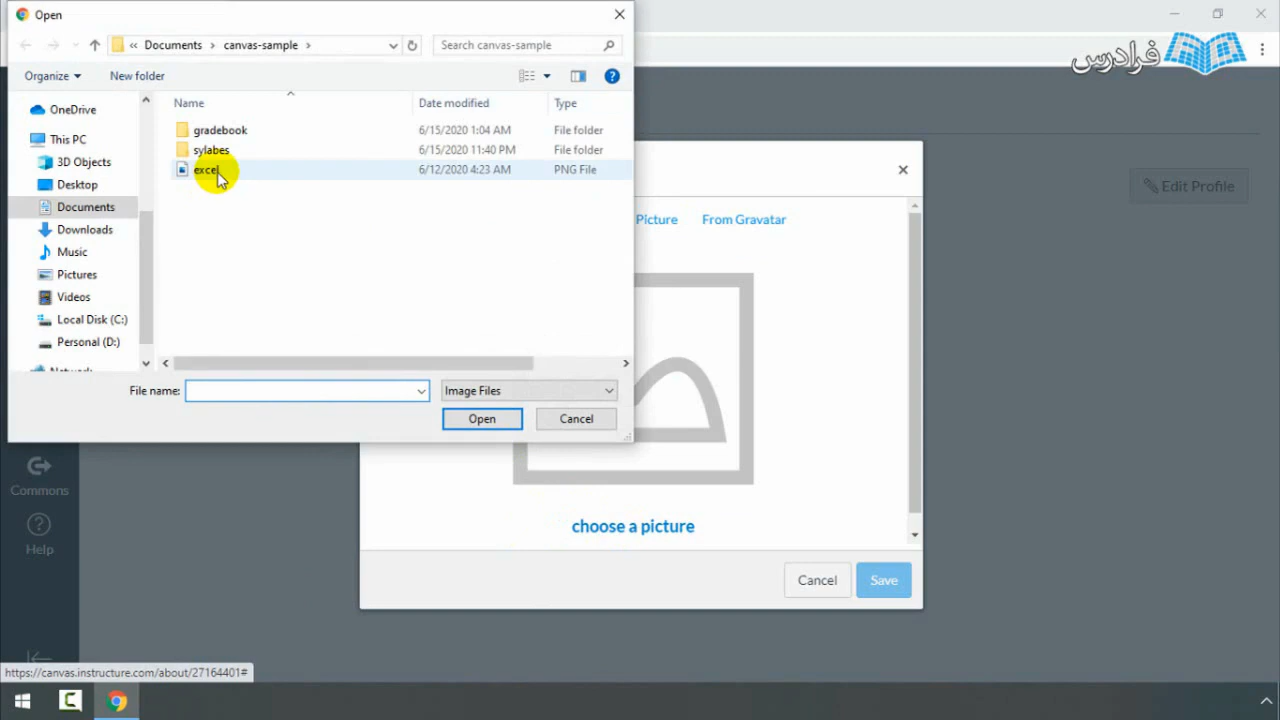 Open
Documents
canvas-sample
Search canvas-sample
فرادرس
Organize
New folder
Name
Date modified
Type
OneDrive
gradebook
6/15/2020 1:04 AM
File folder
This PC
sylabes
6/15/2020 11:40 PM
File folder
3D Objects
excel
6/12/2020 4:23 AM
PNG File
Desktop
Edit Profile
Documents
Picture
From Gravatar
Downloads
Music
Pictures
Videos
Local Disk (C:)
Personal (D:)
Network
File name:
Image Files
Open
Cancel
Commons
choose a picture
Help
Cancel
Save
https://canvas.instructure.com/about/27164401#